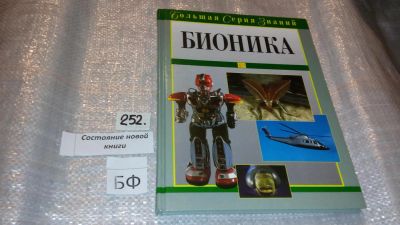 Большая Серия Знаний
БИОНИКА
252.
Состояние новой
книги
БФ